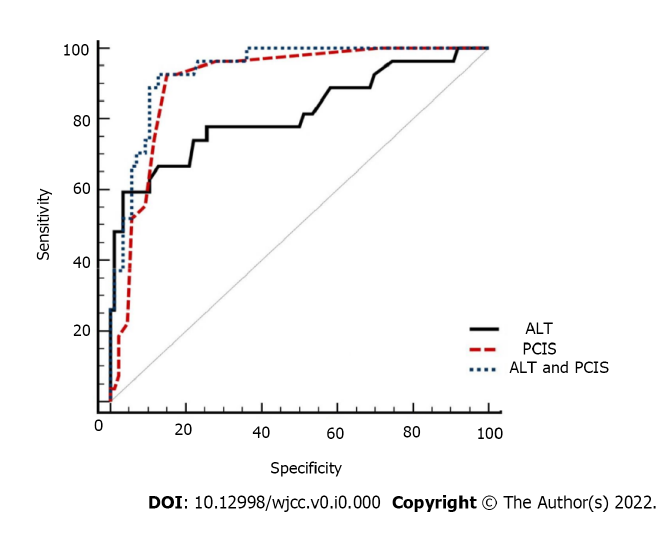 100
80
60
40
20
Sensitivity
ALT
PCIS
ALT and PCIS
0 20 40 60 80 100
Specificity
DOI: 10.12998/wjcc.v0.i0.000 Copyright © The Author(s) 2022.